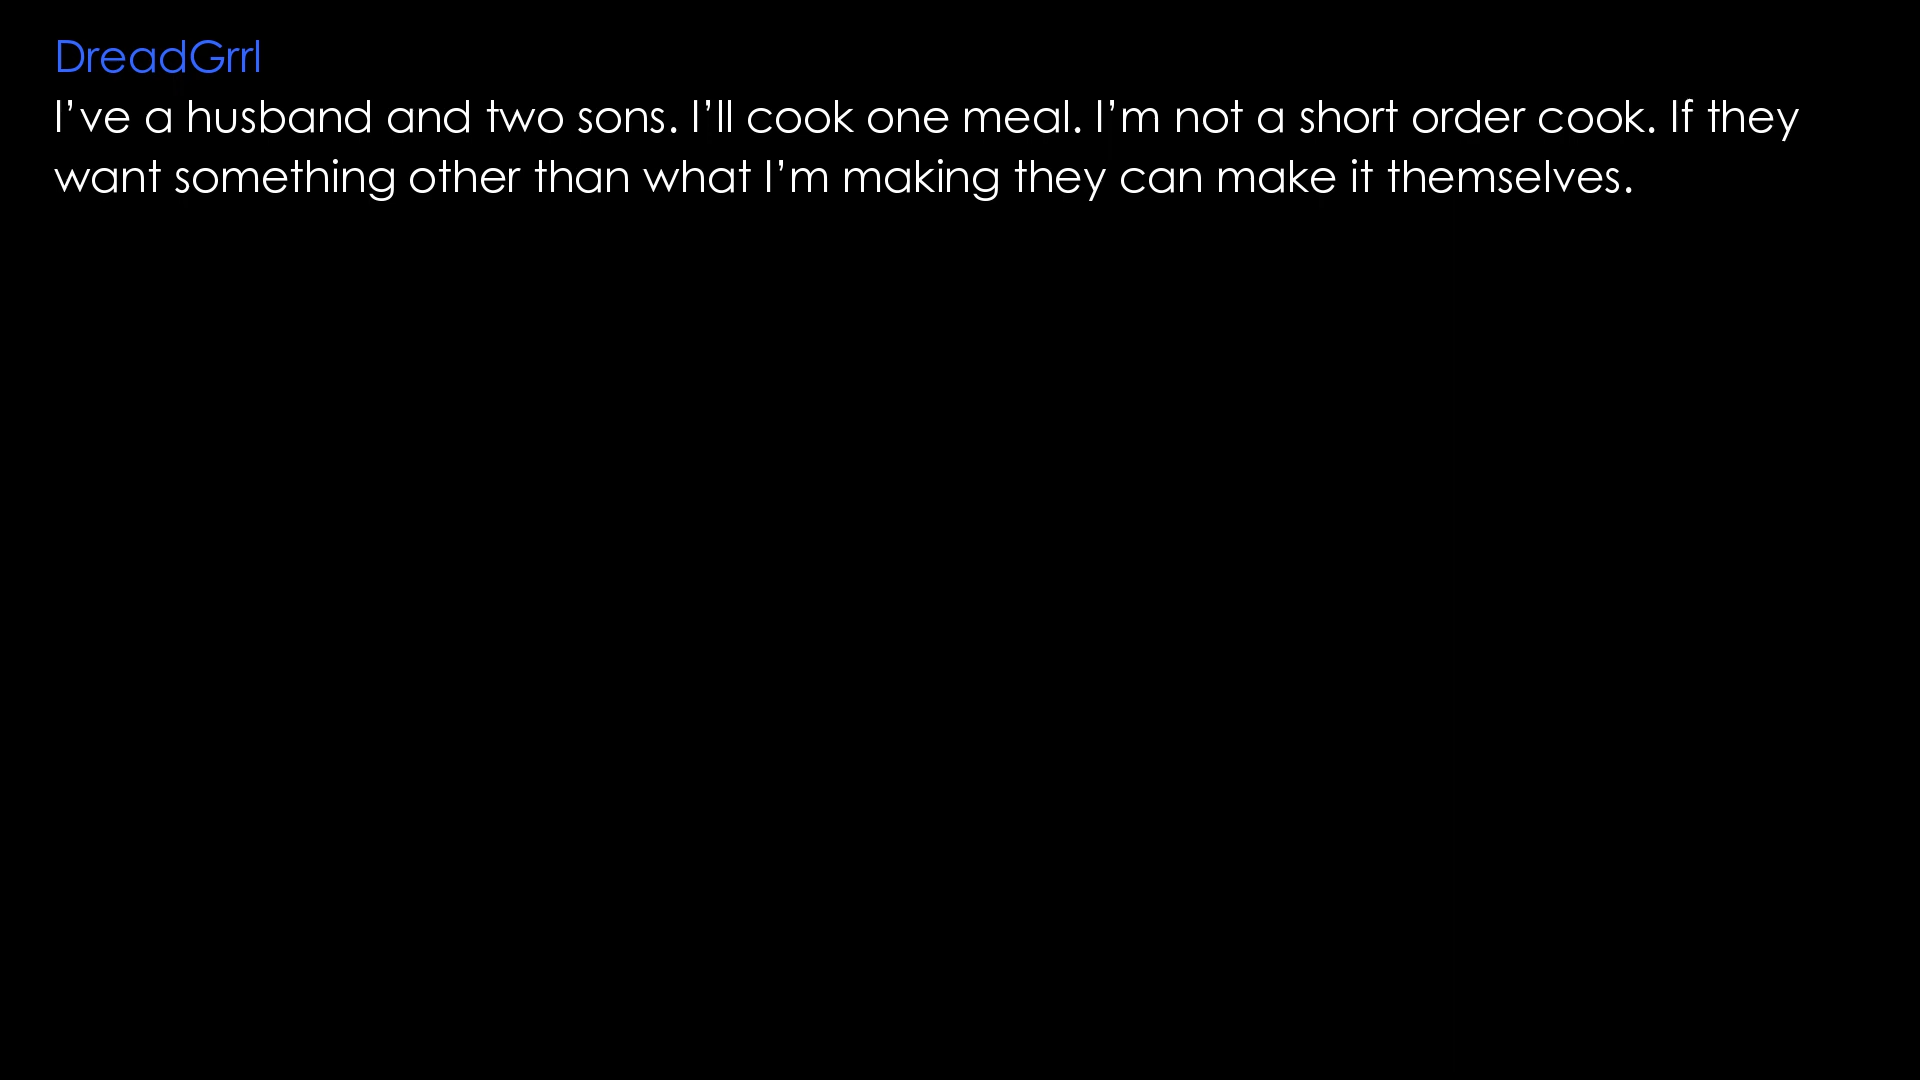 DreadGrrl
I’ve a husband and two sons. I’ll cook one meal. I’m not a short order cook. If they
want something other than what I’m making they can make it themselves.